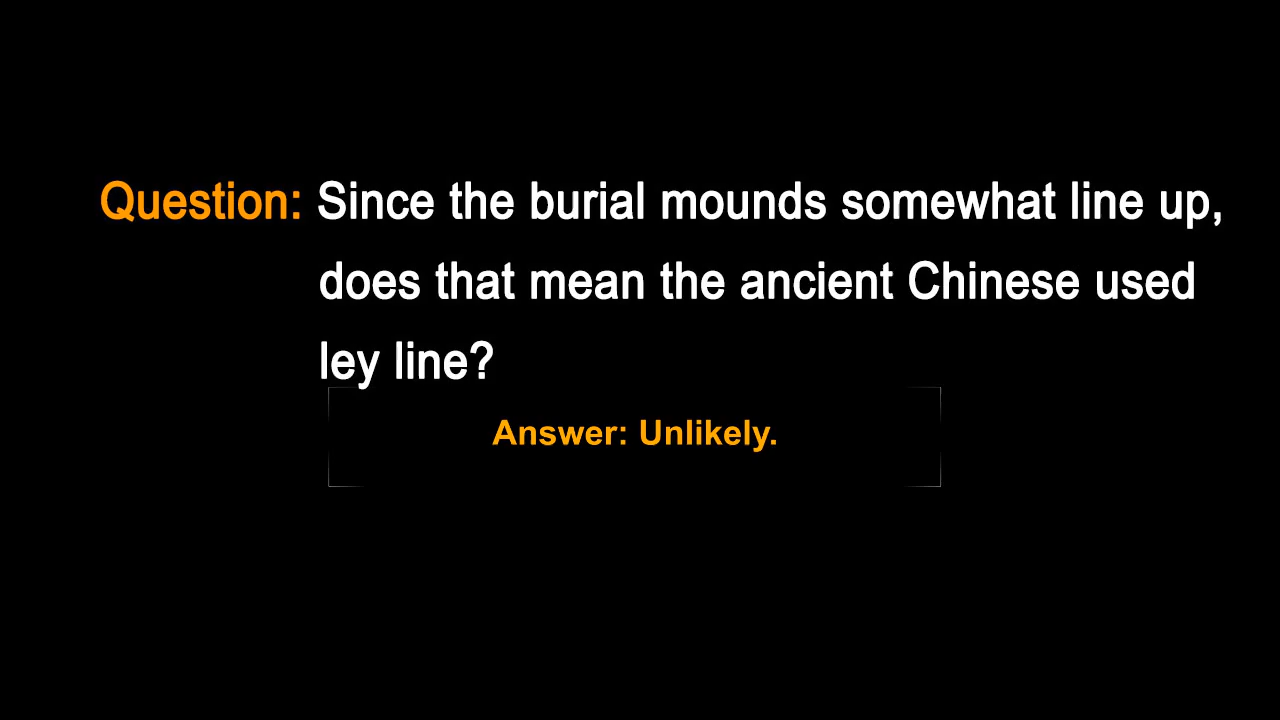 Question: Since the burial mounds somewhat line up,
does that mean the ancient Chinese used
ley line?
Answer: Unlikely.